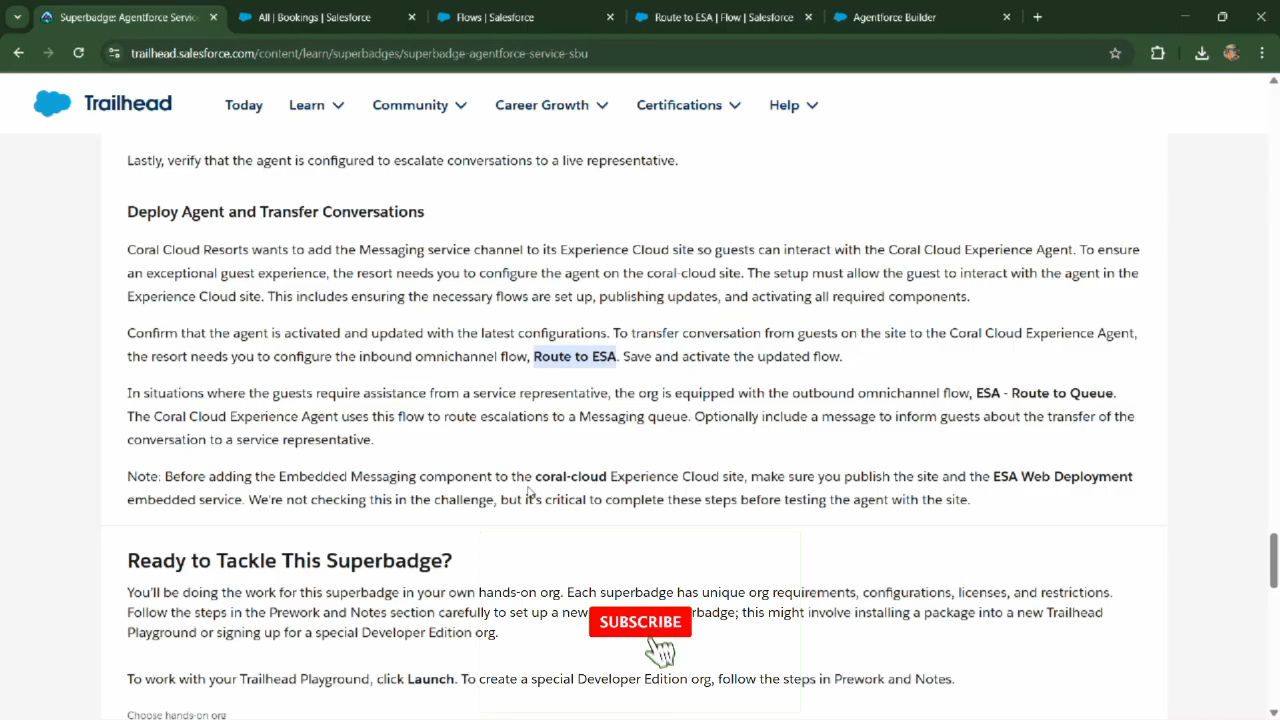 Superbadge: Agentforce Servic
All | Bookings | Salesforce
Flows | Salesforce
Route to ESA | Flow | Salesforce
Agentforce Builder
trailhead.salesforce.com/content/learn/superbadges/superbadge-agentforce-service-sbu
Trailhead
Today
Learn
Community
Career Growth
Certifications
Help
Lastly, verify that the agent is configured to escalate conversations to a live representative.
Deploy Agent and Transfer Conversations
Coral Cloud Resorts wants to add the Messaging service channel to its Experience Cloud site so guests can interact with the Coral Cloud Experience Agent. To ensure
an exceptional guest experience, the resort needs you to configure the agent on the coral-cloud site. The setup must allow the guest to interact with the agent in the
Experience Cloud site. This includes ensuring the necessary flows are set up, publishing updates, and activating all required components.
Confirm that the agent is activated and updated with the latest configurations. To transfer conversation from guests on the site to the Coral Cloud Experience Agent,
the resort needs you to configure the inbound omnichannel flow, Route to ESA. Save and activate the updated flow.
In situations where the guests require assistance from a service representative, the org is equipped with the outbound omnichannel flow, ESA - Route to Queue.
The Coral Cloud Experience Agent uses this flow to route escalations to a Messaging queue. Optionally include a message to inform guests about the transfer of the
conversation to a service representative.
Note: Before adding the Embedded Messaging component to the coral-cloud Experience Cloud site, make sure you publish the site and the ESA Web Deployment
embedded service. We're not checking this in the challenge, but it's critical to complete these steps before testing the agent with the site.
Ready to Tackle This Superbadge?
You'll be doing the work for this superbadge in your own hands-on org. Each superbadge has unique org requirements, configurations, licenses, and restrictions.
Follow the steps in the Prework and Notes section carefully to set up a new rbadge; this might involve installing a package into a new Trailhead
Playground or signing up for a special Developer Edition org.
SUBSCRIBE
To work with your Trailhead Playground, click Launch. To create a special Developer Edition org, follow the steps in Prework and Notes.
Choose hands-on org